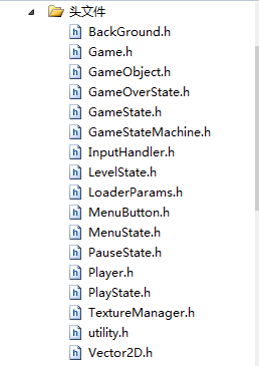 头文件
BackGround.h
Game.h
GameObject.h
GameOverState.h
GameState.h
GameStateMachine.h
InputHandler.h
LevelState.h
LoaderParams.h
MenuButton.h
MenuState.h
PauseState.h
Player.h
PlayState.h
TextureManager.h
utility.h
Vector2D.h